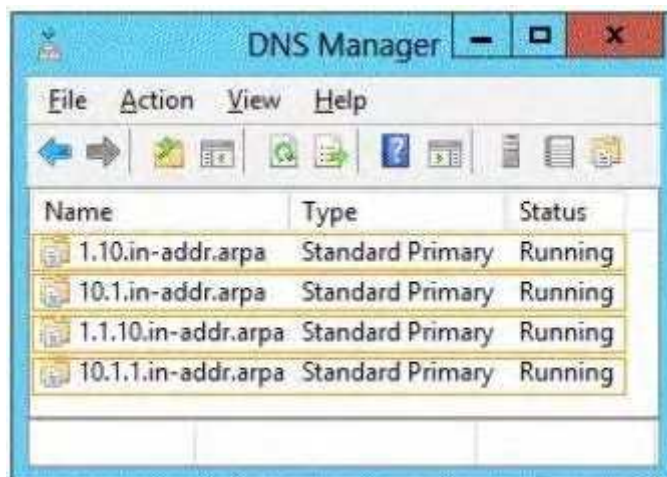 DNS Manager
File Action View Help
Name Type Status
1.10.in-addr.arpa Standard Primary Running
10.1.in-addr.arpa Standard Primary Running
1.1.10.in-addr.arpa Standard Primary Running
10.1.1.in-addr.arpa Standard Primary Running